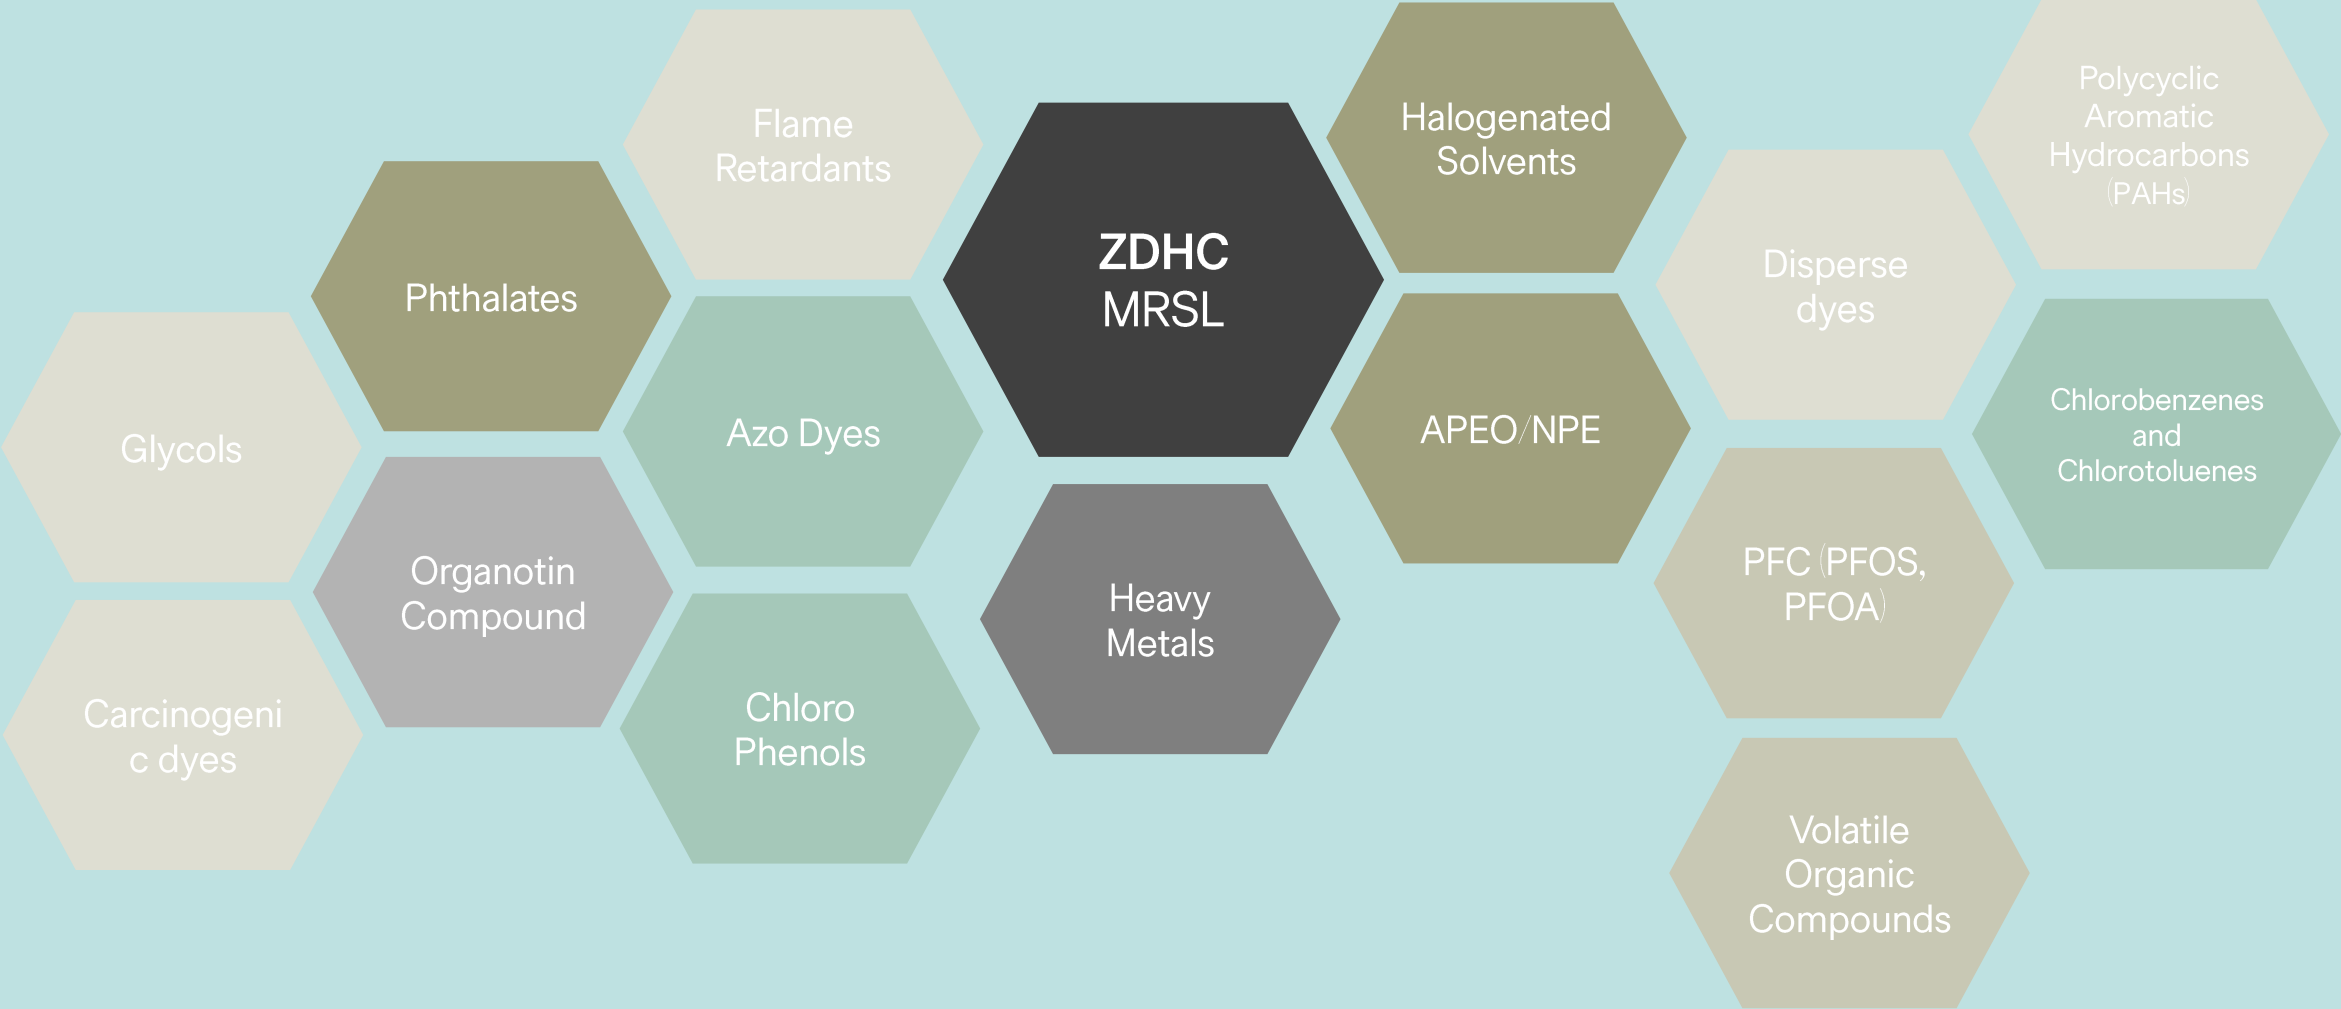 Flame
Retardants
Phthalates
Glycols
Azo Dyes
Organotin
Compound
Carcinogeni
c dyes
Chloro
Phenols
ZDHC
MRSL
Heavy
Metals
Halogenated
Solvents
APEO/NPE
Disperse
dyes
Polycyclic
Aromatic
Hydrocarbons
(PAHs)
Chlorobenzenes
and
Chlorotoluenes
PFC (PFOS,
PFOA)
Volatile
Organic
Compounds